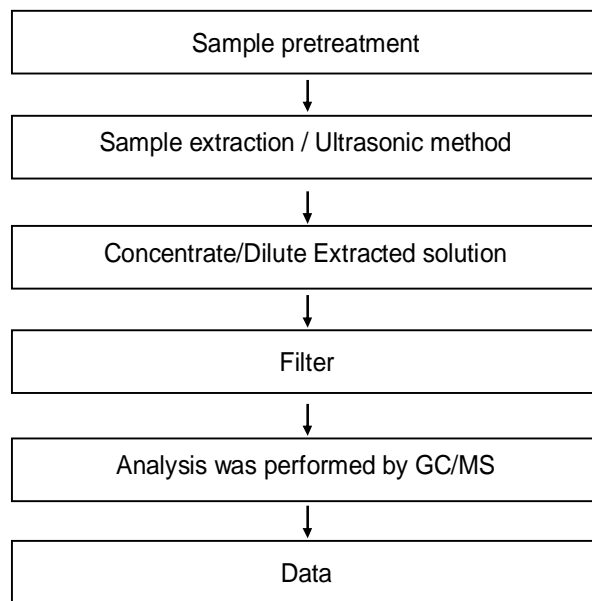 Sample pretreatment
Sample extraction / Ultrasonic method
Concentrate/Dilute Extracted solution
Filter
Analysis was performed by GC/MS
Data